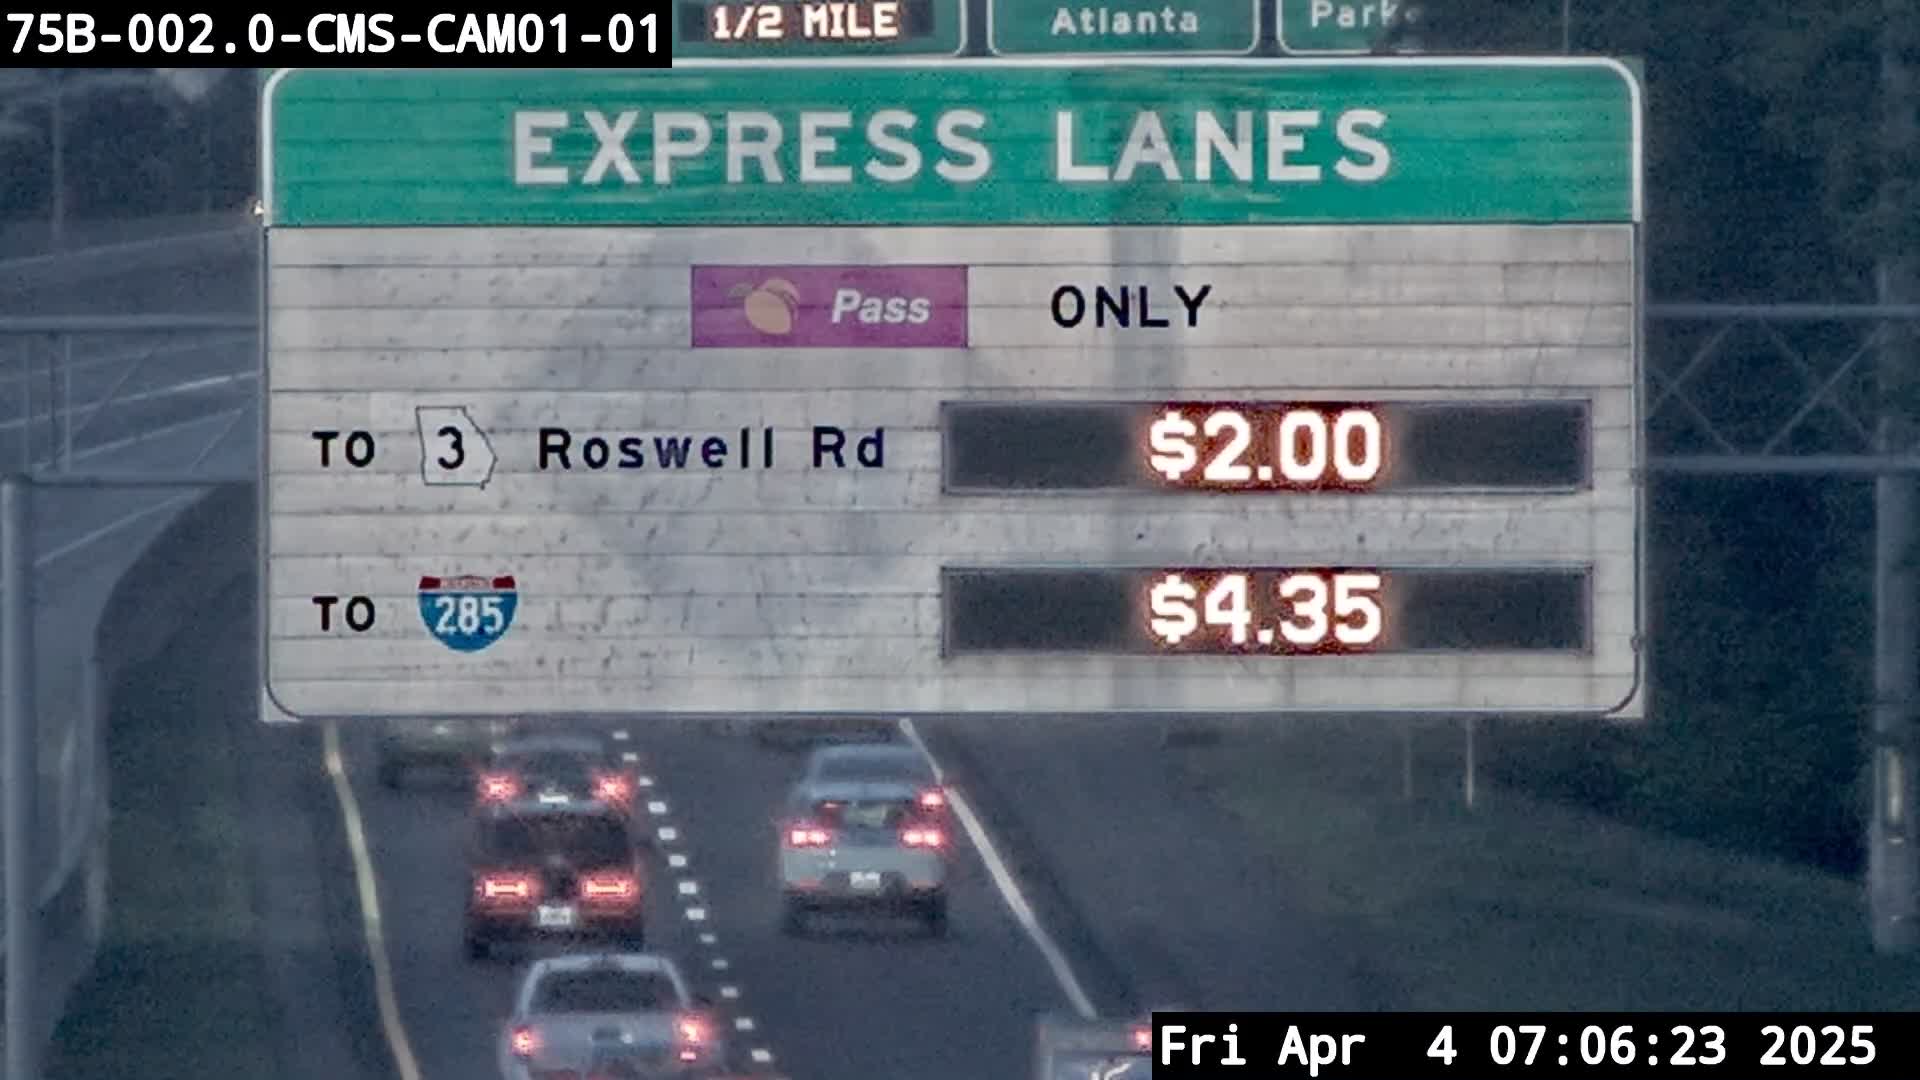 75B-002.0-CMS-CAM01-01
1/2 MILE
Atlanta
EXPRESS LANES
Pass ONLY
TO 3 Roswell Rd $2.00
TO 285 $4.35
Fri Apr 4 07:06:23 2025